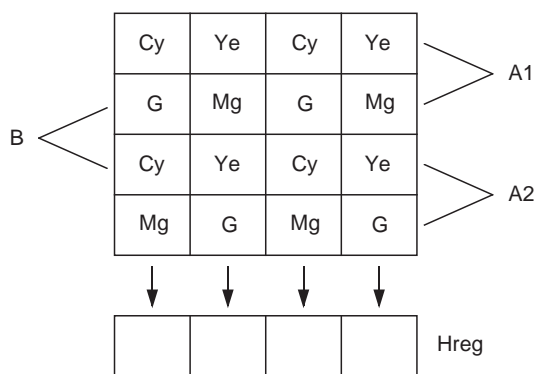 Cy Ye Cy Ye
A1
G Mg G Mg
B
Cy Ye Cy Ye
A2
Mg G Mg G
Hreg